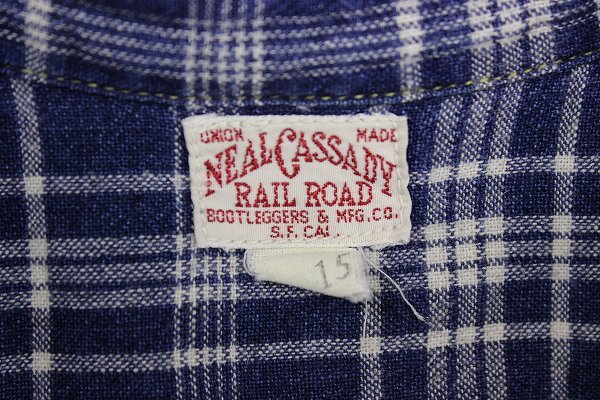 UNION MADE
NEAL CASSADY
RAIL ROAD
BOOTLEGGERS & MFG.CO.
S.F. CAL.
15